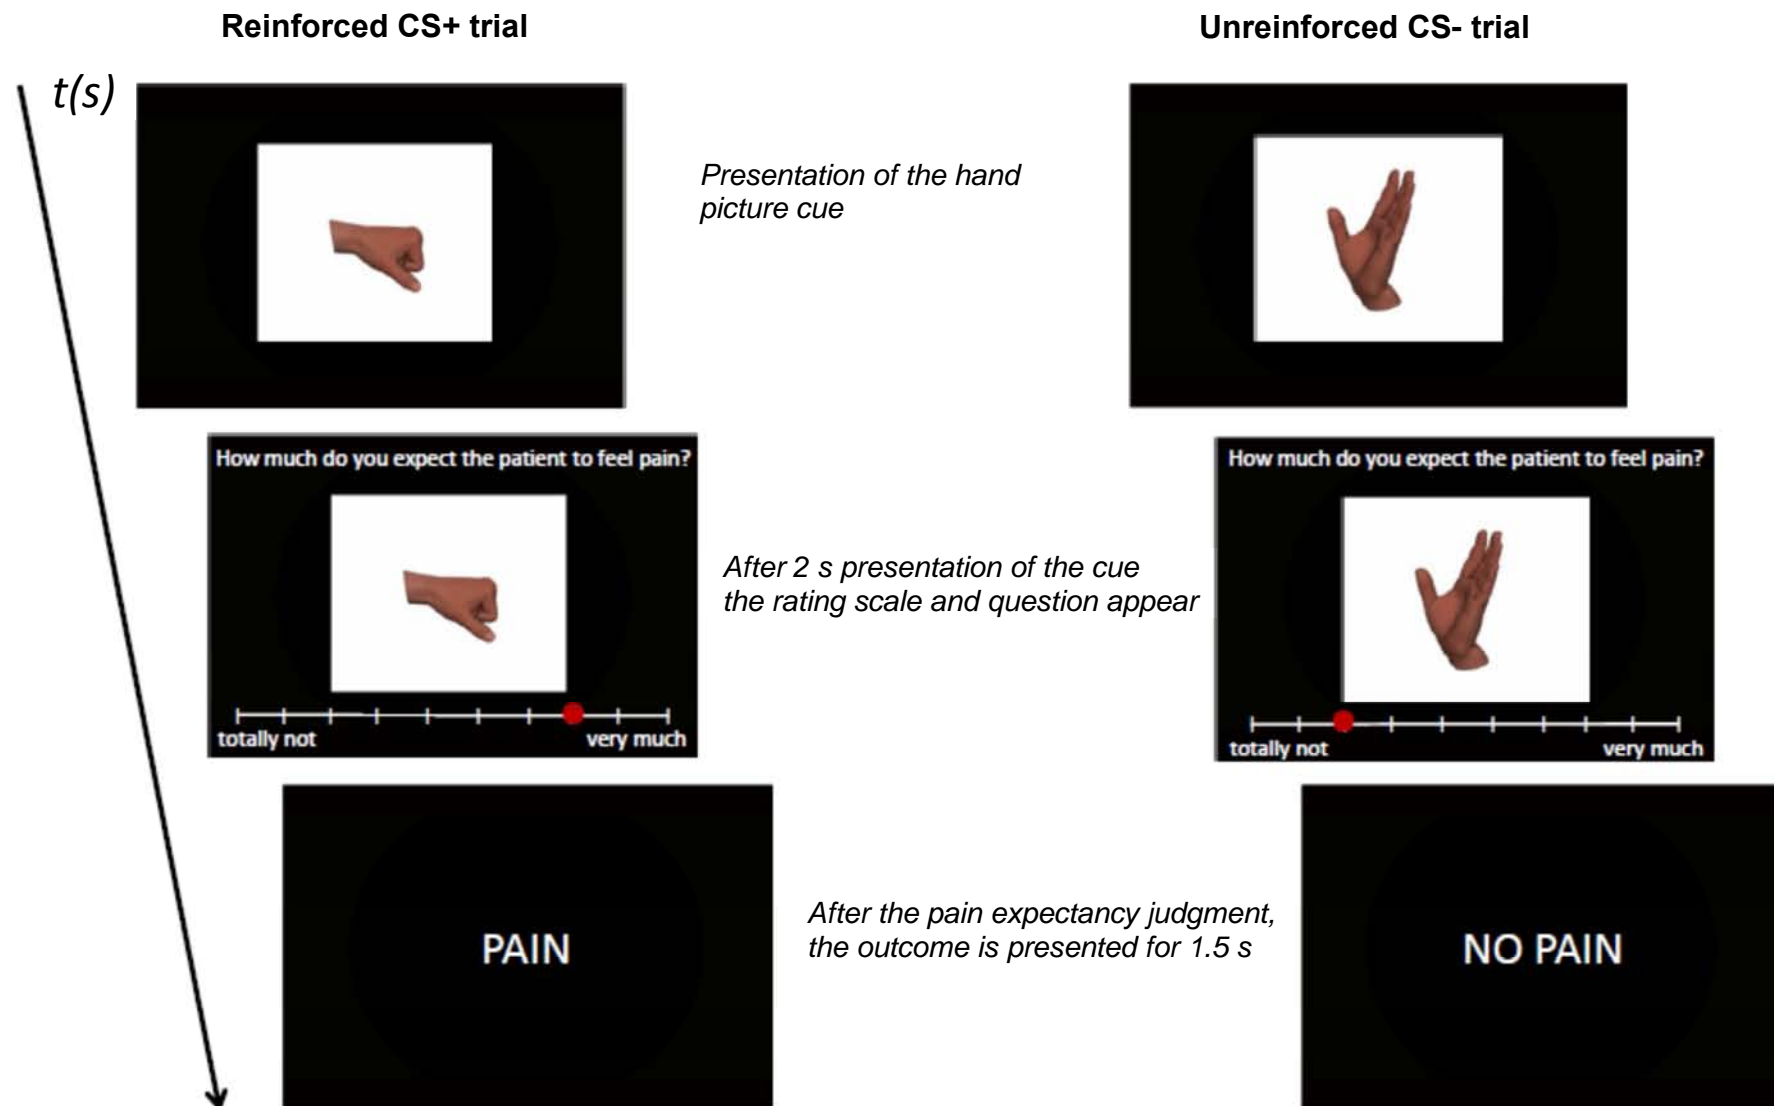 Reinforced CS+ trial
Unreinforced CS- trial
t(s)
Presentation of the hand
picture cue
How much do you expect the patient to feel pain?
totally not
very much
How much do you expect the patient to feel pain?
totally not
very much
After 2 s presentation of the cue
the rating scale and question appear
PAIN
After the pain expectancy judgment,
the outcome is presented for 1.5 s
NO PAIN